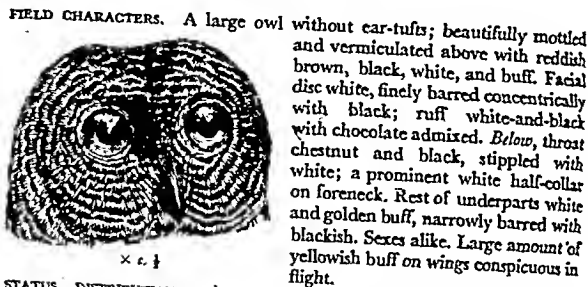 FIELD CHARACTERS. A large owl without ear-tufts; beautifully mottled
and vermiculated above with reddish
brown, black, white, and buff. Facial
disc white, finely barred concentrically
with black; ruff white-and-black
with chocolate admixed. Below, throat
chestnut and black, stippled with
white; a prominent white half-collar
on foreneck. Rest of underparts white
and golden buff, narrowly barred with
blackish. Sexes alike. Large amount of
yellowish buff on wings conspicuous in
flight.
× c. ½
STATUS